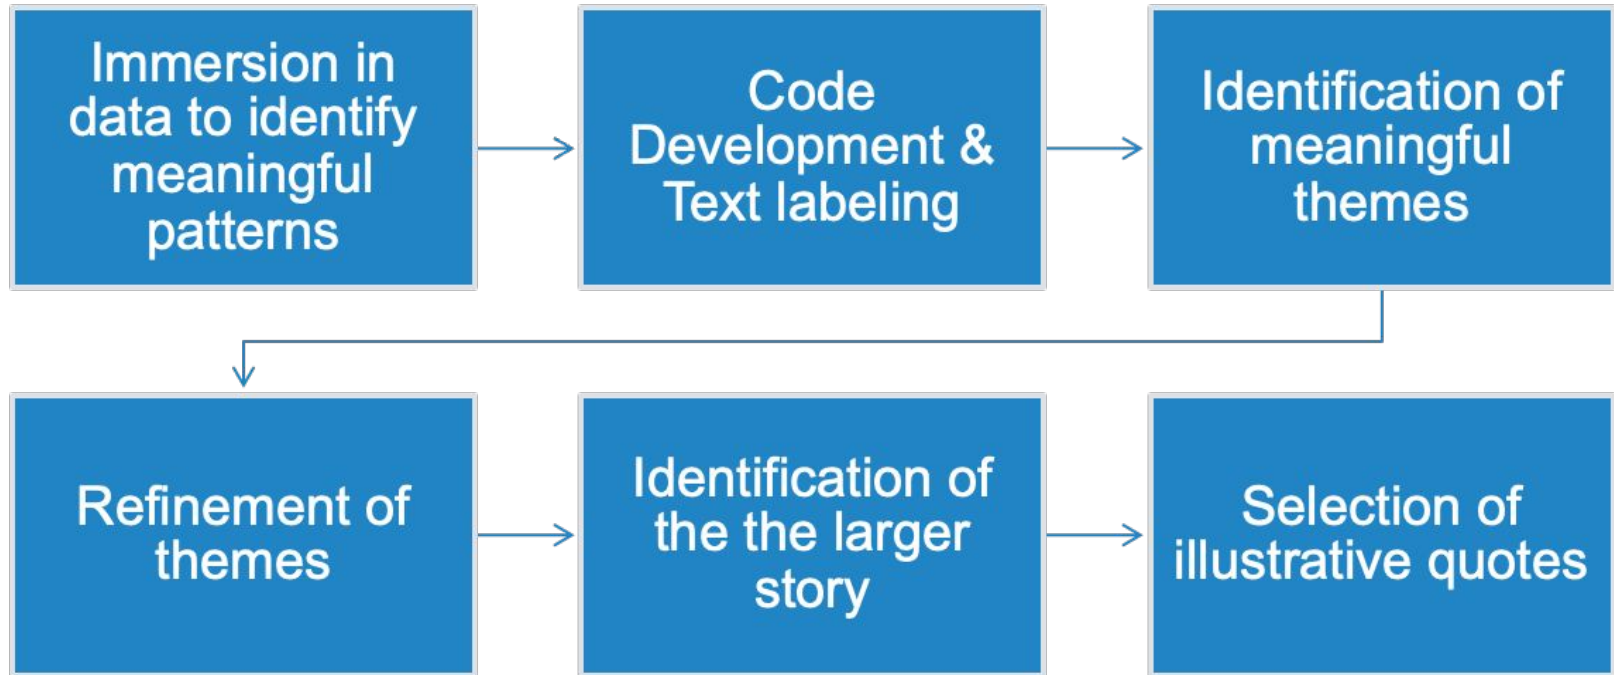 Immersion in
data to identify
meaningful
patterns
Code
Development &
Text labeling
Identification of
meaningful
themes
Refinement of
themes
Identification of
the the larger
story
Selection of
illustrative quotes